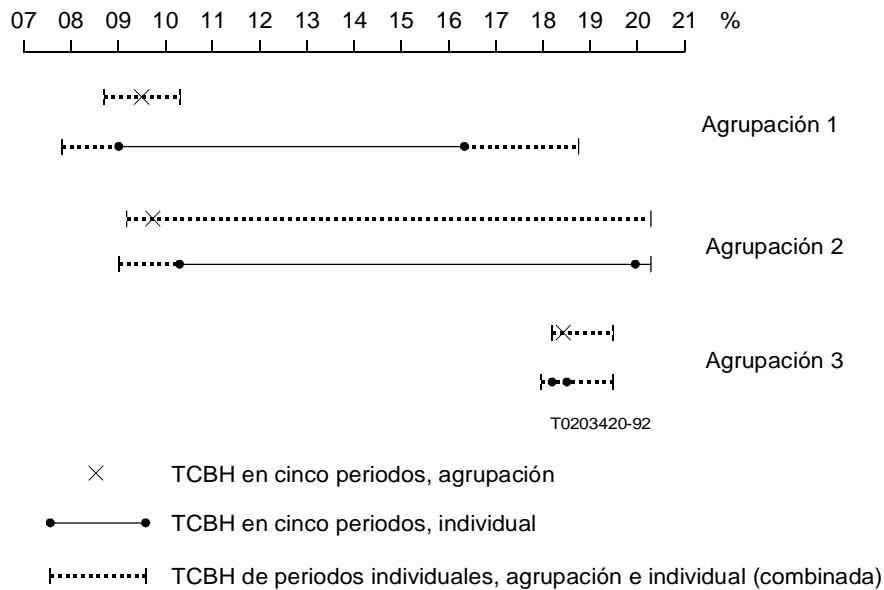 07 08 09 10 11 12 13 14 15 16 17 18 19 20 21 %
Agrupación 1
Agrupación 2
Agrupación 3
T0203420-92
TCBH en cinco periodos, agrupación
TCBH en cinco periodos, individual
TCBH de periodos individuales, agrupación e individual (combinada)